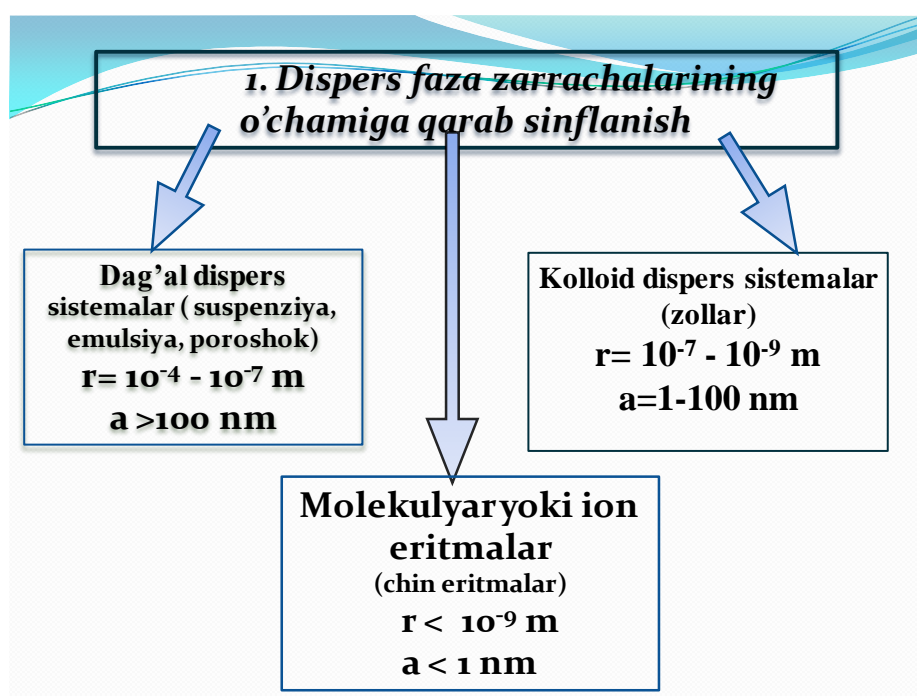 1. Dispers faza zarrachalarining
o’chamiga qarab sinflanish
Dag’al dispers
sistemalar ( suspenziya,
emulsiya, poroshok)
r= 10⁻⁴ - 10⁻⁷ m
a >100 nm
Kolloid dispers sistemalar
(zollar)
r= 10⁻⁷ - 10⁻⁹ m
a=1-100 nm
Molekulyaryoki ion
eritmalar
(chin eritmalar)
r < 10⁻⁹ m
a < 1 nm